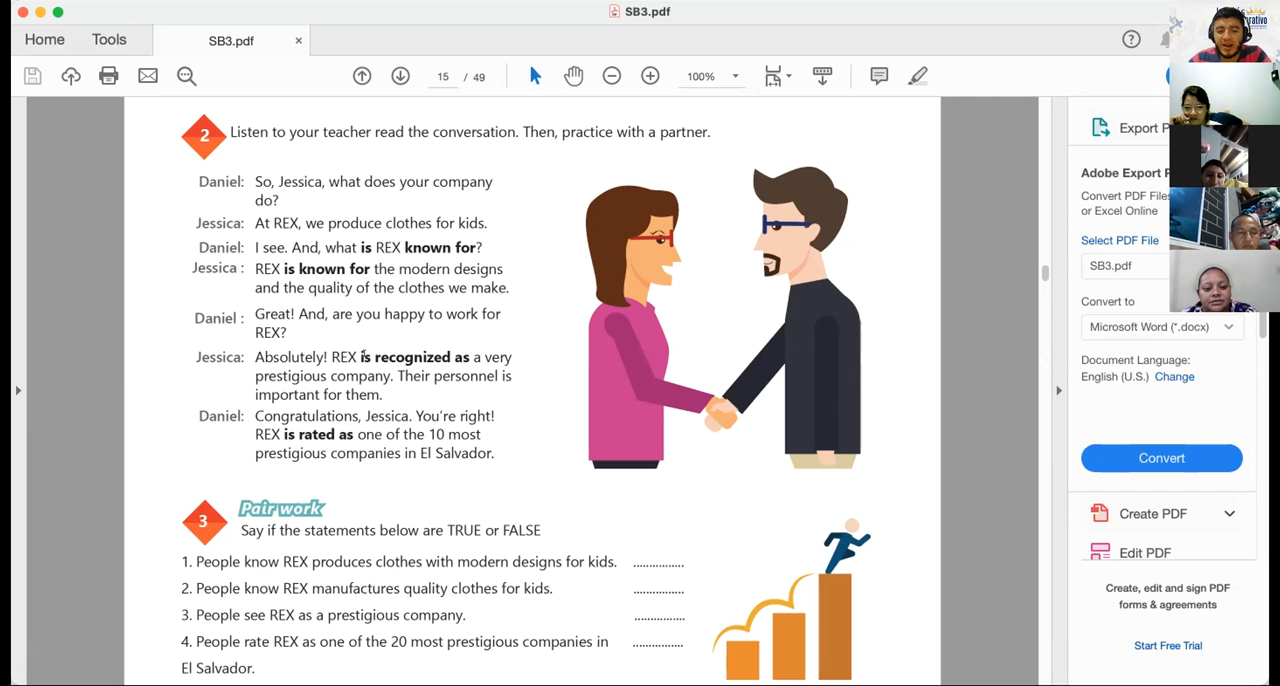 SB3.pdf
Home Tools SB3.pdf ×
15 / 49 100%
2 Listen to your teacher read the conversation. Then, practice with a partner.
Daniel: So, Jessica, what does your company
do?
Jessica: At REX, we produce clothes for kids.
Daniel: I see. And, what is REX known for?
Jessica : REX is known for the modern designs
and the quality of the clothes we make.
Daniel : Great! And, are you happy to work for
REX?
Jessica: Absolutely! REX is recognized as a very
prestigious company. Their personnel is
important for them.
Daniel: Congratulations, Jessica. You're right!
REX is rated as one of the 10 most
prestigious companies in El Salvador.
3 Pair work
Say if the statements below are TRUE or FALSE
1. People know REX produces clothes with modern designs for kids. ...............
2. People know REX manufactures quality clothes for kids. ...............
3. People see REX as a prestigious company. ...............
4. People rate REX as one of the 20 most prestigious companies in ...............
El Salvador.
Export P
Adobe Export P
Convert PDF Files
or Excel Online
Select PDF File
SB3.pdf
Convert to
Microsoft Word (*.docx)
Document Language:
English (U.S.) Change
Convert
Create PDF
Edit PDF
Create, edit and sign PDF
forms & agreements
Start Free Trial